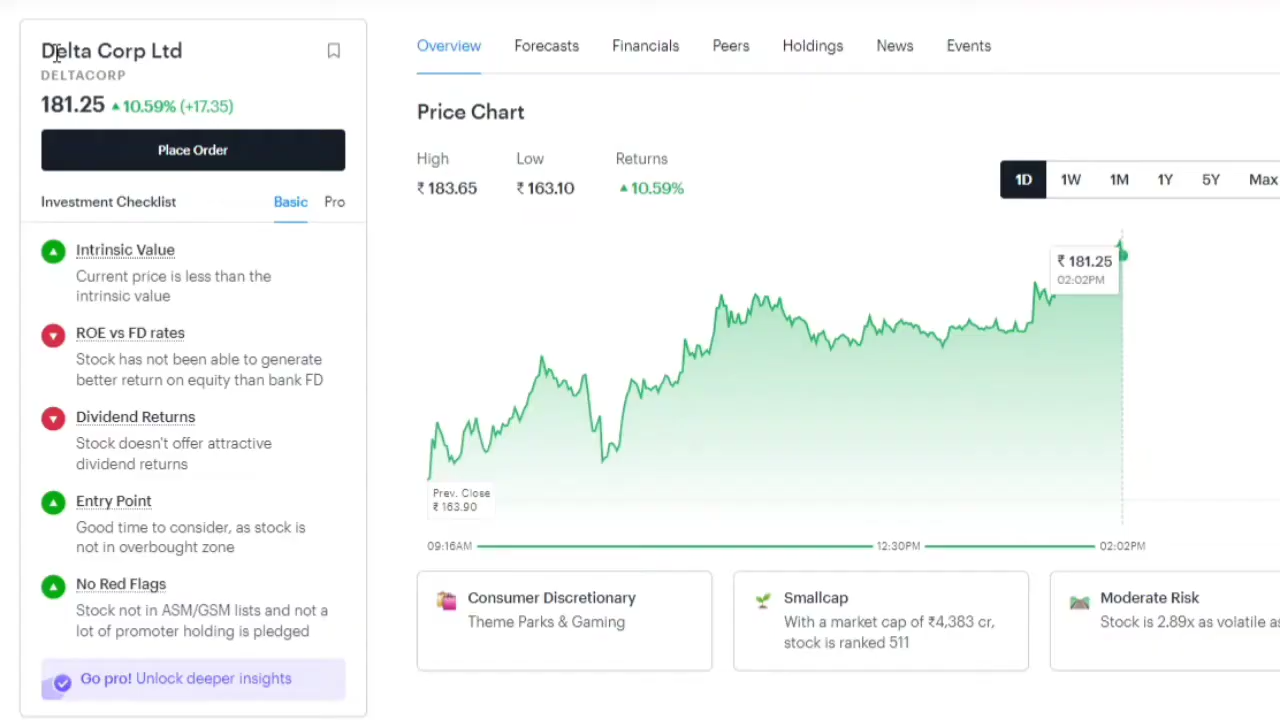 Delta Corp Ltd
DELTACORP
181.25 ▲ 10.59% (+17.35)
Place Order
Investment Checklist Basic Pro
Intrinsic Value
Current price is less than the
intrinsic value
ROE vs FD rates
Stock has not been able to generate
better return on equity than bank FD
Dividend Returns
Stock doesn't offer attractive
dividend returns
Entry Point
Good time to consider, as stock is
not in overbought zone
No Red Flags
Stock not in ASM/GSM lists and not a
lot of promoter holding is pledged
Go pro! Unlock deeper insights
Overview Forecasts Financials Peers Holdings News Events
Price Chart
High Low Returns
₹ 183.65 ₹ 163.10 ▲ 10.59%
1D 1W 1M 1Y 5Y Max
₹ 181.25
02:02PM
Prev. Close
₹ 163.90
09:16AM 12:30PM 02:02PM
Consumer Discretionary
Theme Parks & Gaming
Smallcap
With a market cap of ₹4,383 cr,
stock is ranked 511
Moderate Risk
Stock is 2.89x as volatile as